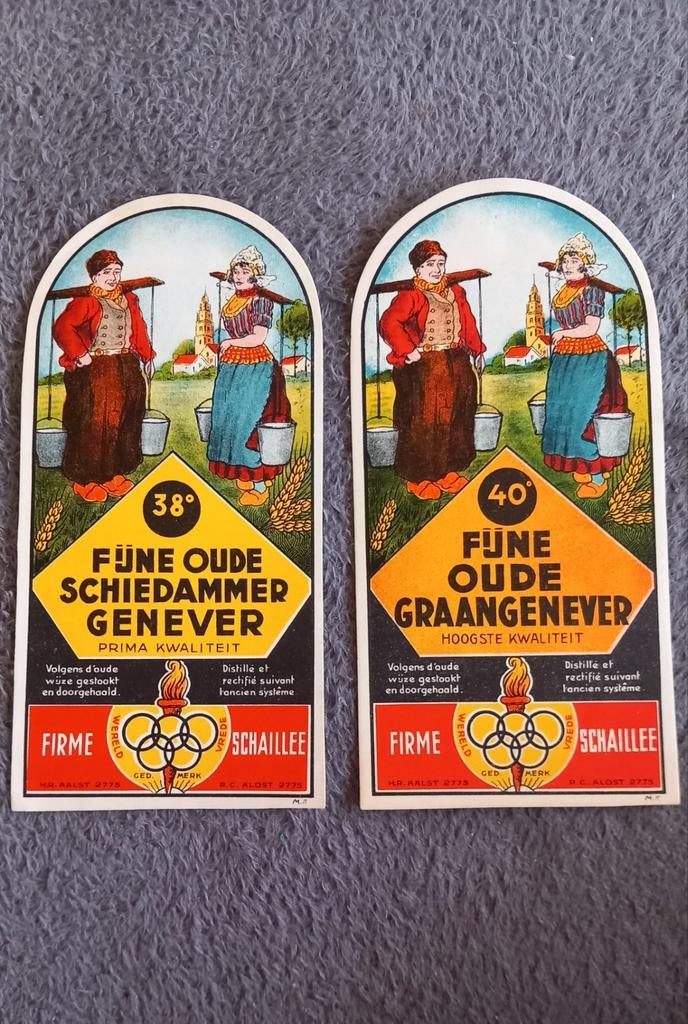 38°
FIJNE OUDE
SCHIEDAMMER
GENEVER
PRIMA KWALITEIT
Volgens d'oude
wijze gestookt
en doorgehaald.
Distillé et
rectifié suivant
l'ancien système
FIRME
WERELD
VREDE
SCHAILLEE
GED. MERK
H.R. AALST 2775
R.C. ALOST 2775
40°
FIJNE
OUDE
GRAANGENEVER
HOOGSTE KWALITEIT
Volgens d'oude
wijze gestookt
en doorgehaald.
Distillé et
rectifié suivant
l'ancien système
FIRME
WERELD
VREDE
SCHAILLEE
GED. MERK
H.R. AALST 2775
R.C. ALOST 2775